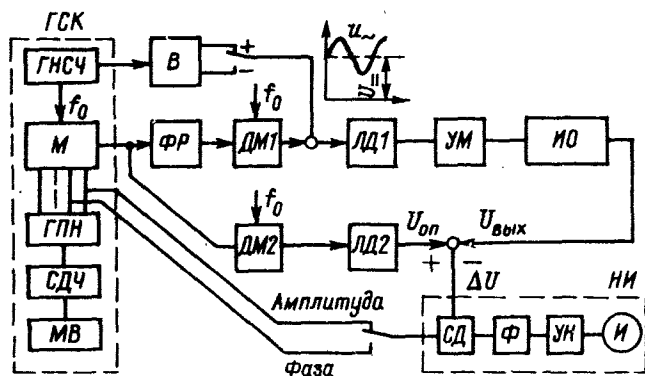 ГСК
ГНСЧ
В
+
−
u~
U=
f₀
f₀
М
ФР
ДМ1
ЛД1
УМ
ИО
f₀
ГПН
ДМ2
ЛД2
Uоп
Uвых
+
−
ΔU
НИ
СДЧ
Амплитуда
МВ
СД
Ф
УК
И
Фаза